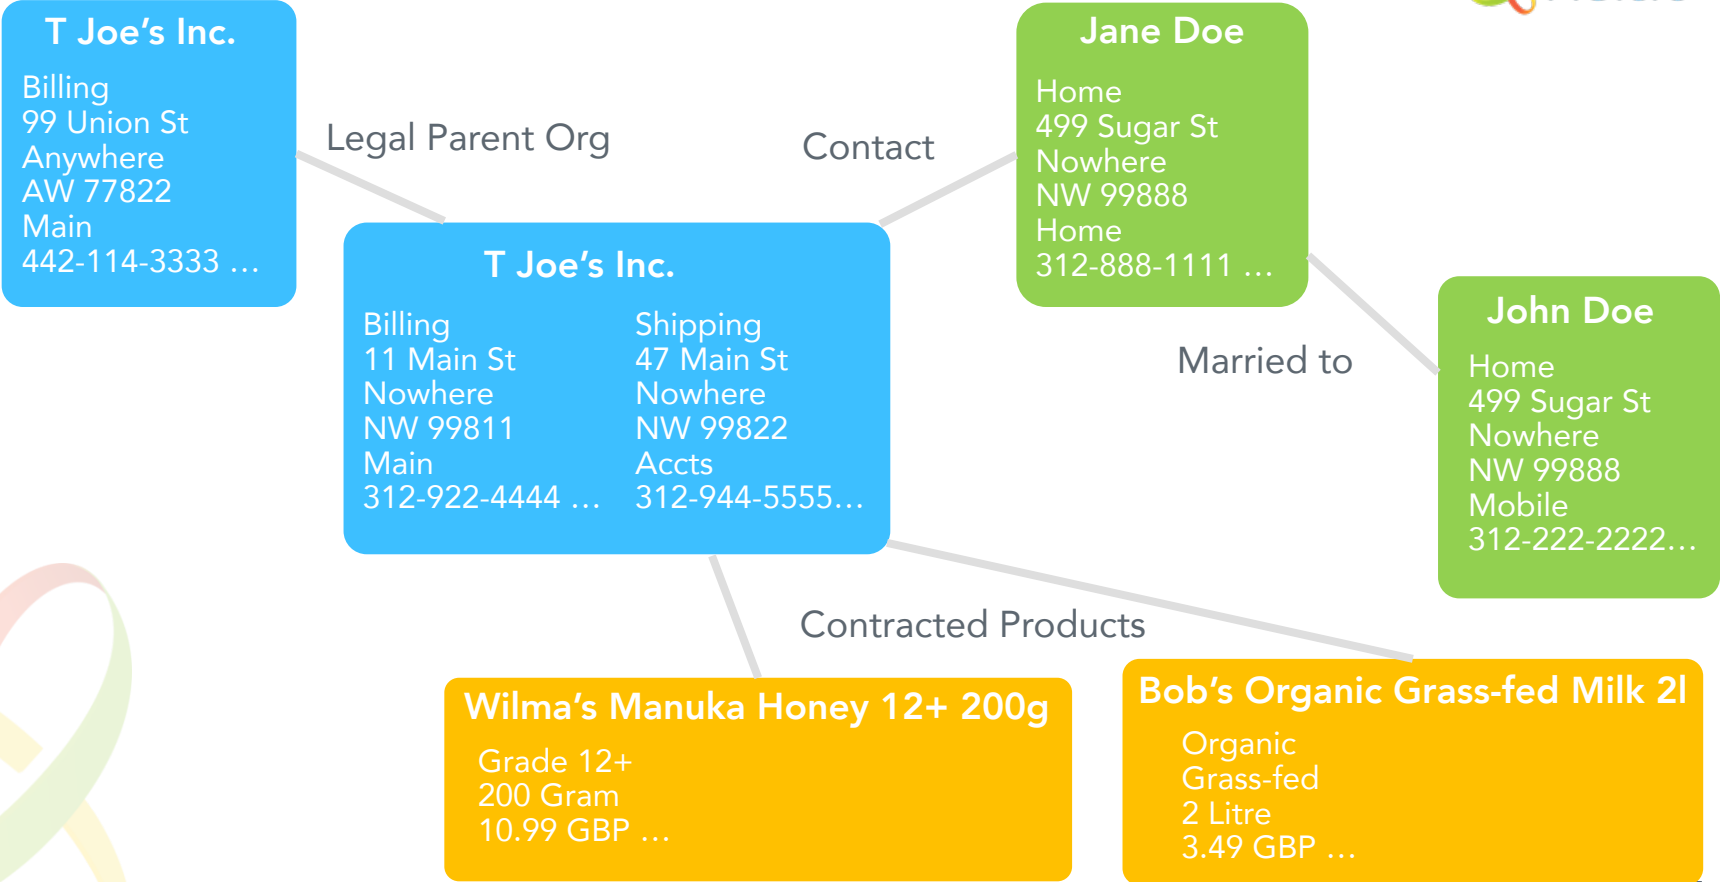 T Joe's Inc.
Billing
99 Union St
Anywhere
AW 77822
Main
442-114-3333 …
Legal Parent Org
Contact
Jane Doe
Home
499 Sugar St
Nowhere
NW 99888
Home
312-888-1111 …
T Joe's Inc.
Billing
11 Main St
Nowhere
NW 99811
Main
312-922-4444 …
Shipping
47 Main St
Nowhere
NW 99822
Accts
312-944-5555…
Married to
John Doe
Home
499 Sugar St
Nowhere
NW 99888
Mobile
312-222-2222…
Contracted Products
Wilma's Manuka Honey 12+ 200g
Grade 12+
200 Gram
10.99 GBP …
Bob's Organic Grass-fed Milk 2l
Organic
Grass-fed
2 Litre
3.49 GBP …